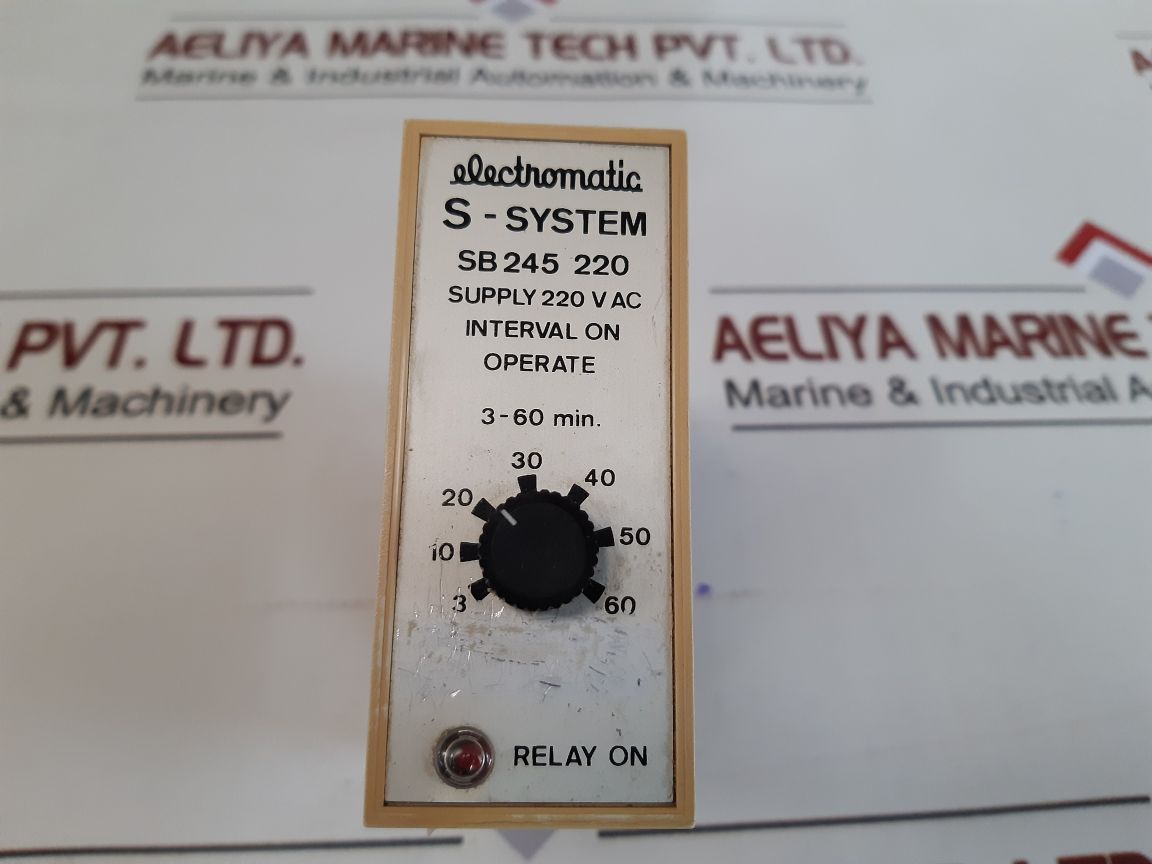 AELIYA MARINE TECH PVT. LTD.
Marine & Industrial Automation & Machinery
electromatic
S - SYSTEM
SB 245 220
SUPPLY 220 V AC
INTERVAL ON
OPERATE
3-60 min.
30
20
40
10
50
3
60
RELAY ON
PVT. LTD.
& Machinery
AELIYA MARINE
Marine & Industrial